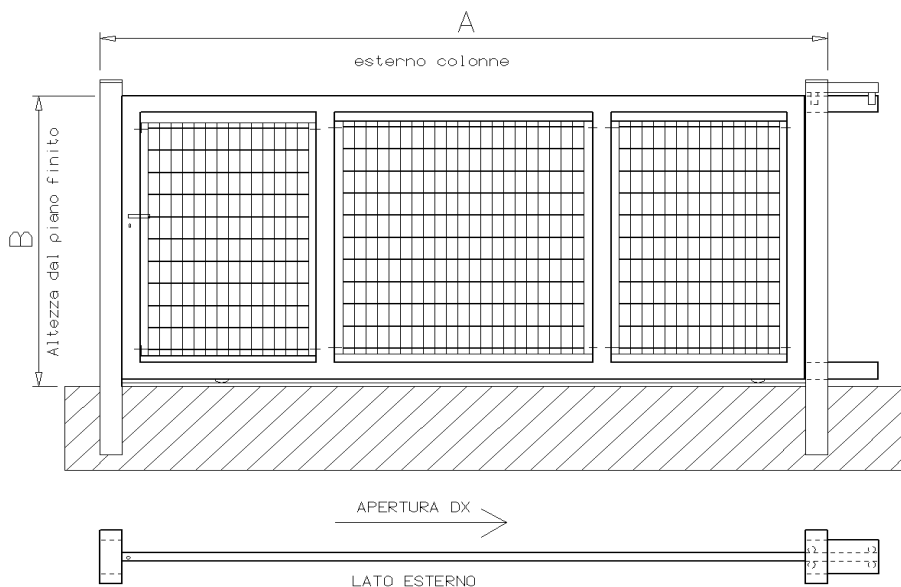 A
esterno colonne
B
Altezza dal piano finito
APERTURA DX
LATO ESTERNO